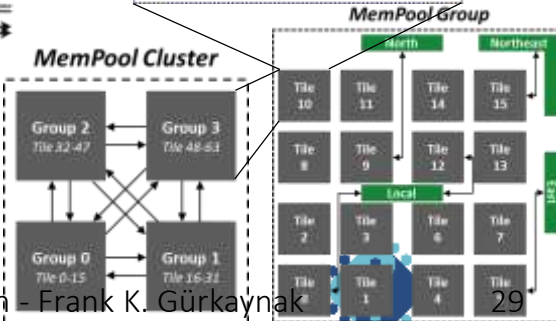 MemPool Group
MemPool Cluster
North
Northeast
Group 2
Tile 32-47
Group 3
Tile 48-63
Group 0
Tile 0-15
Group 1
Tile 16-31
Tile 10
Tile 11
Tile 14
Tile 15
Tile 8
Tile 9
Tile 12
Tile 13
Local
East
Tile 2
Tile 3
Tile 6
Tile 7
Tile
Tile 1
Tile 4
Tile
- Frank K. Gürkaynak
29